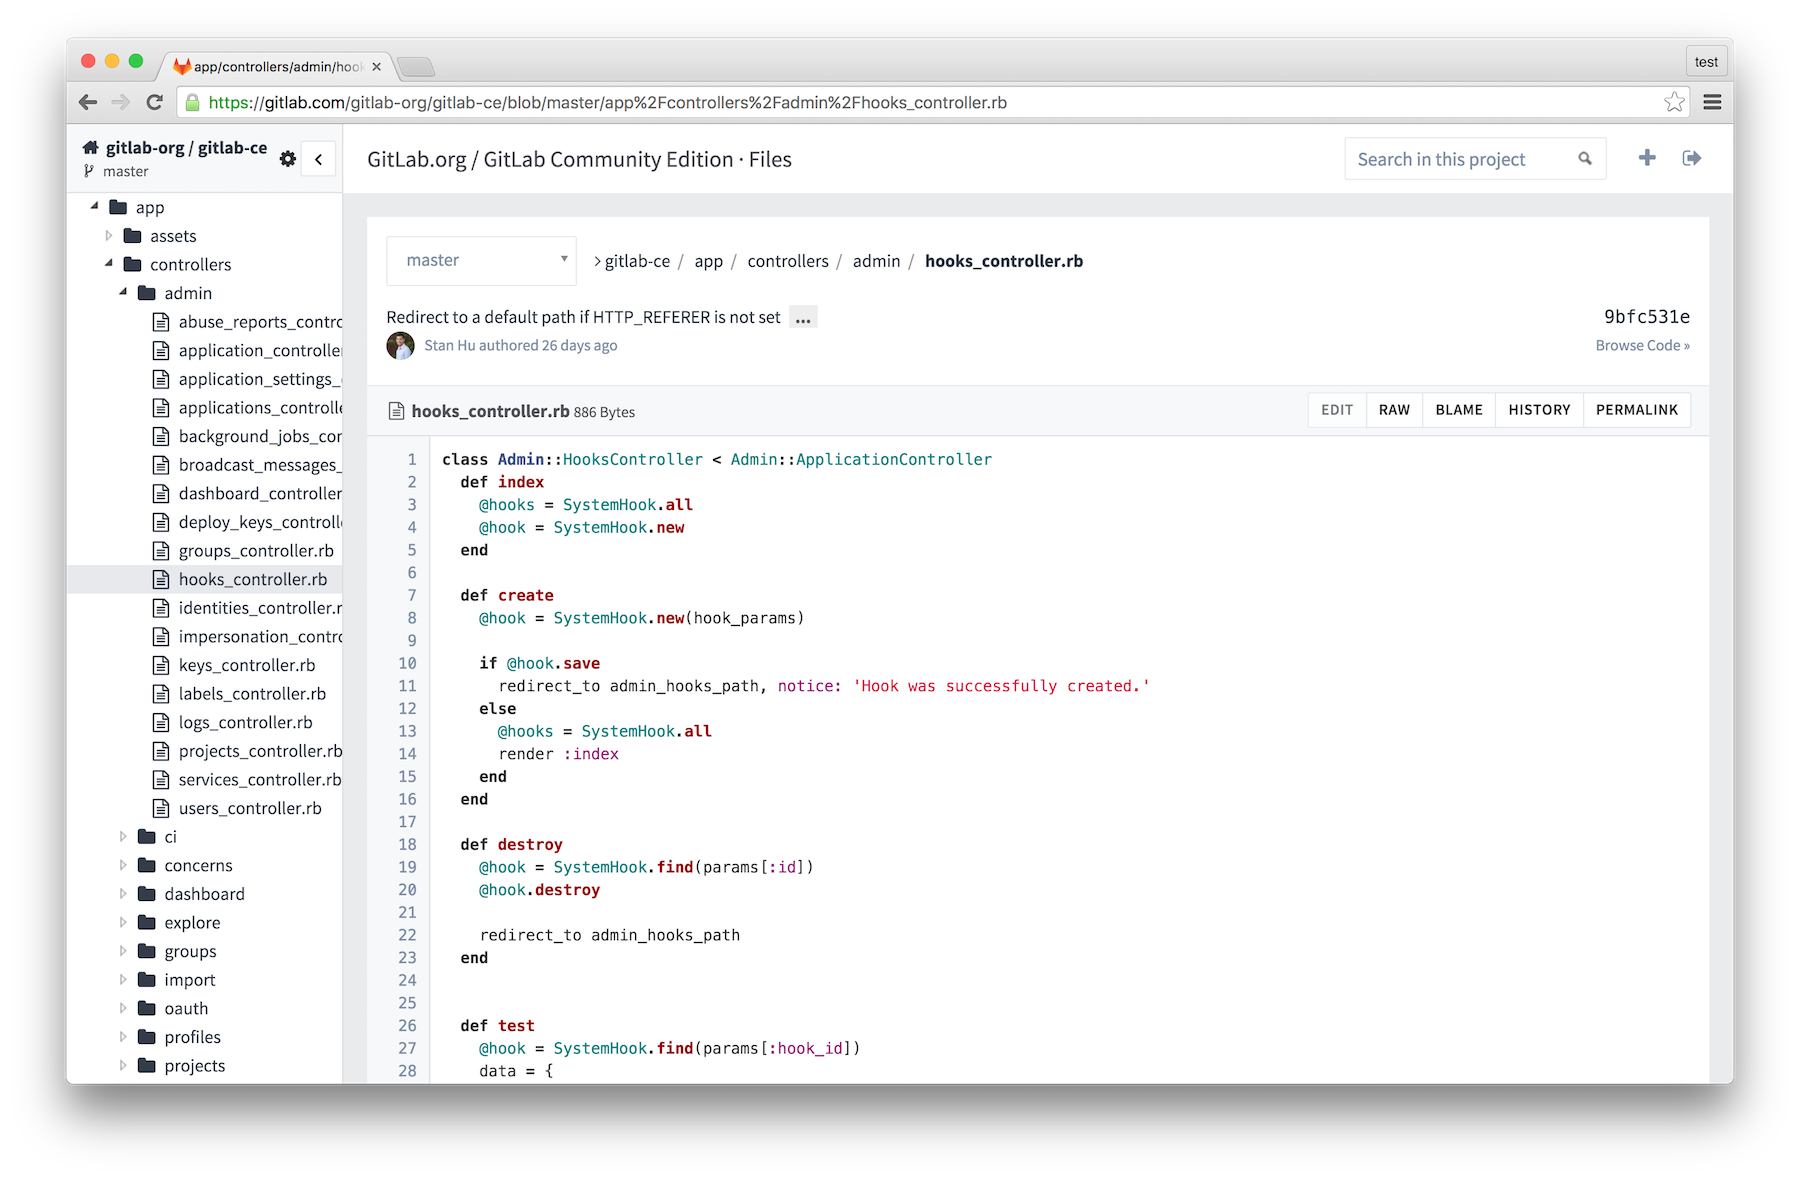 app/controllers/admin/hoo
test
https://gitlab.com/gitlab-org/gitlab-ce/blob/master/app%2Fcontrollers%2Fadmin%2Fhooks_controller.rb
gitlab-org / gitlab-ce
master
app
assets
controllers
admin
abuse_reports_contro
application_controller
application_settings_
applications_controlle
background_jobs_con
broadcast_messages_
dashboard_controller
deploy_keys_controlle
groups_controller.rb
hooks_controller.rb
identities_controller.r
impersonation_contro
keys_controller.rb
labels_controller.rb
logs_controller.rb
projects_controller.rb
services_controller.rb
users_controller.rb
ci
concerns
dashboard
explore
groups
import
oauth
profiles
projects
GitLab.org / GitLab Community Edition · Files
Search in this project
master
gitlab-ce / app / controllers / admin / hooks_controller.rb
Redirect to a default path if HTTP_REFERER is not set ...
9bfc531e
Stan Hu authored 26 days ago
Browse Code »
hooks_controller.rb 886 Bytes
EDIT RAW BLAME HISTORY PERMALINK
1 class Admin::HooksController < Admin::ApplicationController
2 def index
3 @hooks = SystemHook.all
4 @hook = SystemHook.new
5 end
6
7 def create
8 @hook = SystemHook.new(hook_params)
9
10 if @hook.save
11 redirect_to admin_hooks_path, notice: 'Hook was successfully created.'
12 else
13 @hooks = SystemHook.all
14 render :index
15 end
16 end
17
18 def destroy
19 @hook = SystemHook.find(params[:id])
20 @hook.destroy
21
22 redirect_to admin_hooks_path
23 end
24
25
26 def test
27 @hook = SystemHook.find(params[:hook_id])
28 data = {